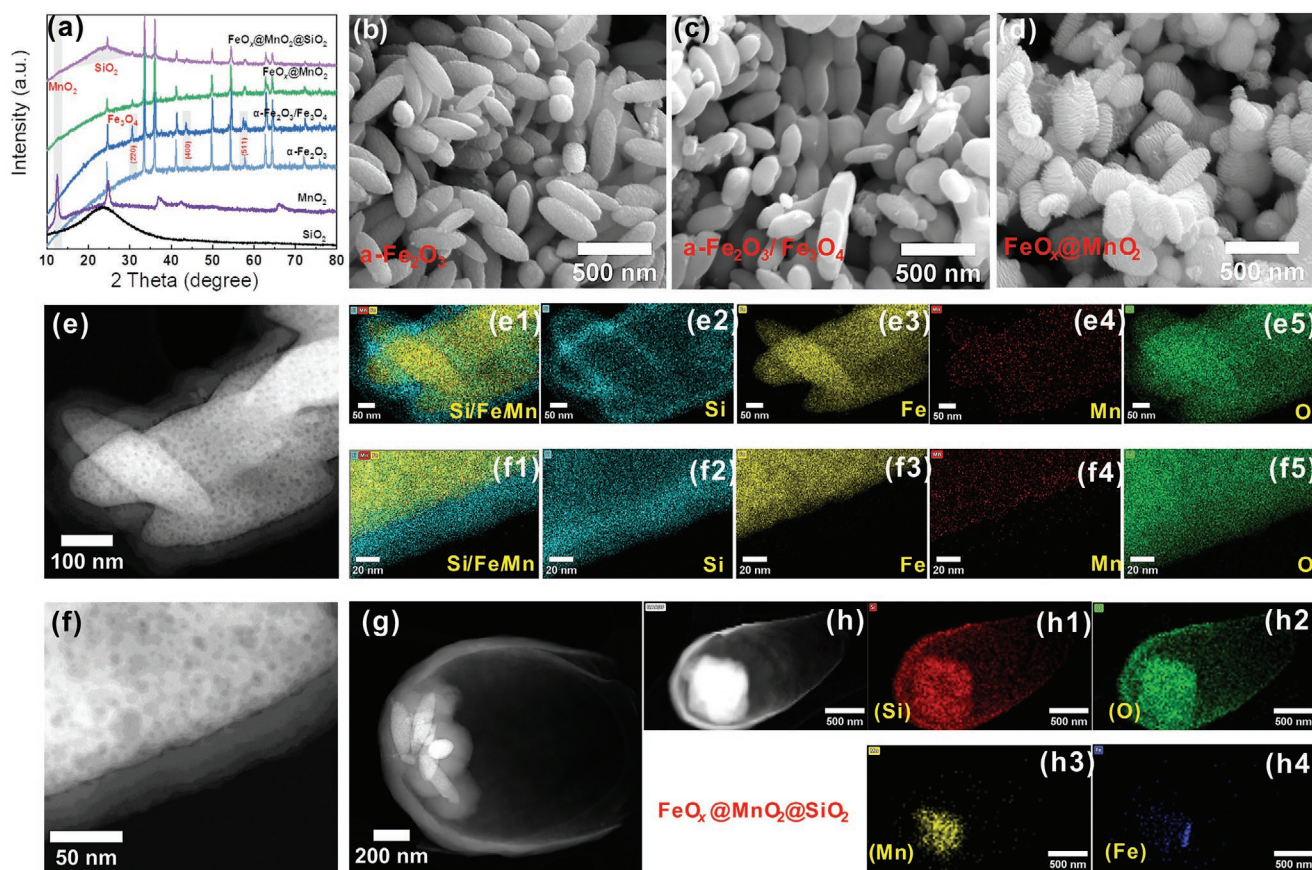 (a)
Intensity (a.u.)
FeOₓ@MnO₂@SiO₂
SiO₂
MnO₂
FeOₓ@MnO₂
Fe₃O₄
α-Fe₂O₃/Fe₃O₄
(220)
(400)
(511)
α-Fe₂O₃
MnO₂
SiO₂
10 20 30 40 50 60 70 80
2 Theta (degree)
(b)
a-Fe₂O₃
500 nm
(c)
a-Fe₂O₃/Fe₃O₄
500 nm
(d)
FeOₓ@MnO₂
500 nm
(e)
100 nm
(e1)
50 nm
Si/Fe/Mn
(e2)
50 nm
Si
(e3)
50 nm
Fe
Mn
(e4)
50 nm
Mn
(e5)
50 nm
O
(f1)
20 nm
Si/Fe/Mn
(f2)
20 nm
Si
(f3)
20 nm
Fe
Mn
(f4)
20 nm
Mn
(f5)
20 nm
O
(f)
50 nm
(g)
200 nm
(h)
500 nm
Si
(h1)
(Si)
500 nm
(h2)
(O)
500 nm
FeOₓ@MnO₂@SiO₂
(h3)
(Mn)
500 nm
Fe
(h4)
(Fe)
500 nm